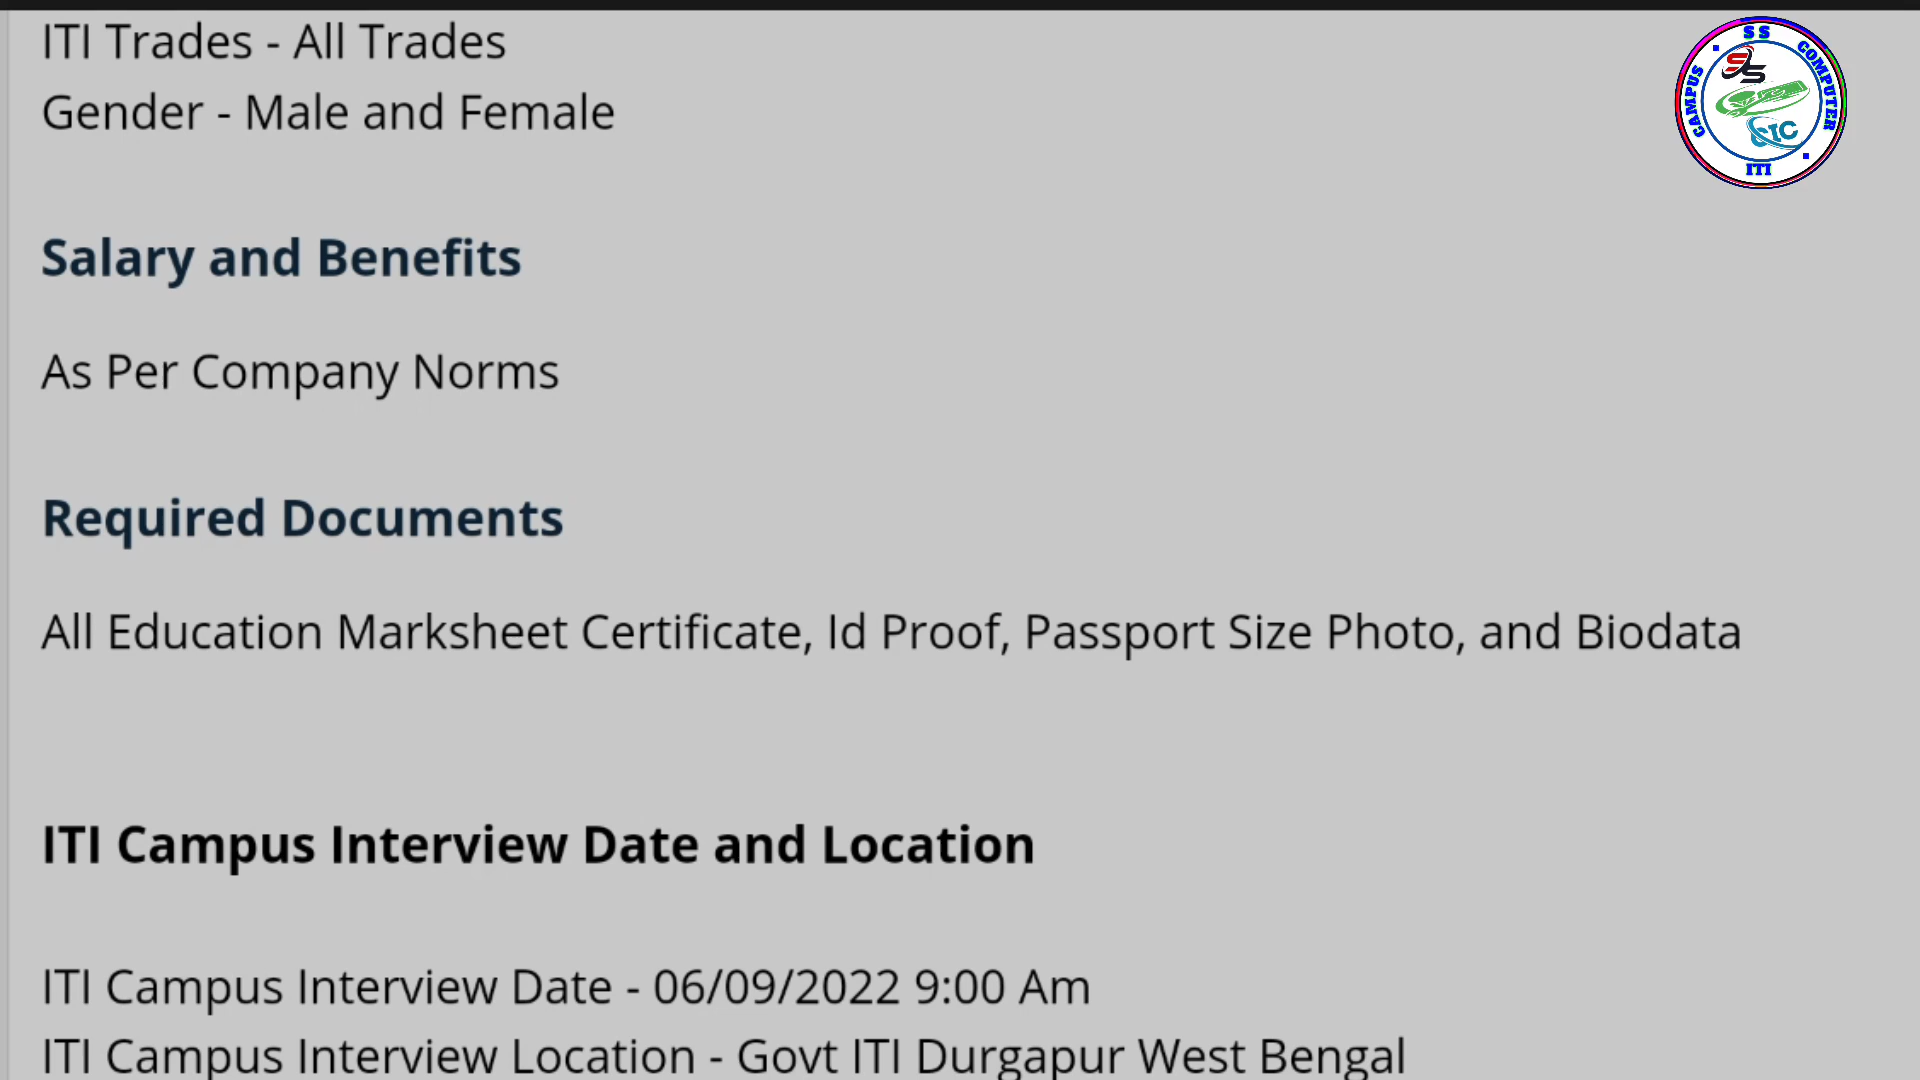 ITI Trades - All Trades
Gender - Male and Female
SS
CAMPUS
COMPUTER
SS
CIC
ITI
Salary and Benefits
As Per Company Norms
Required Documents
All Education Marksheet Certificate, Id Proof, Passport Size Photo, and Biodata
ITI Campus Interview Date and Location
ITI Campus Interview Date - 06/09/2022 9:00 Am
ITI Campus Interview Location - Govt ITI Durgapur West Bengal